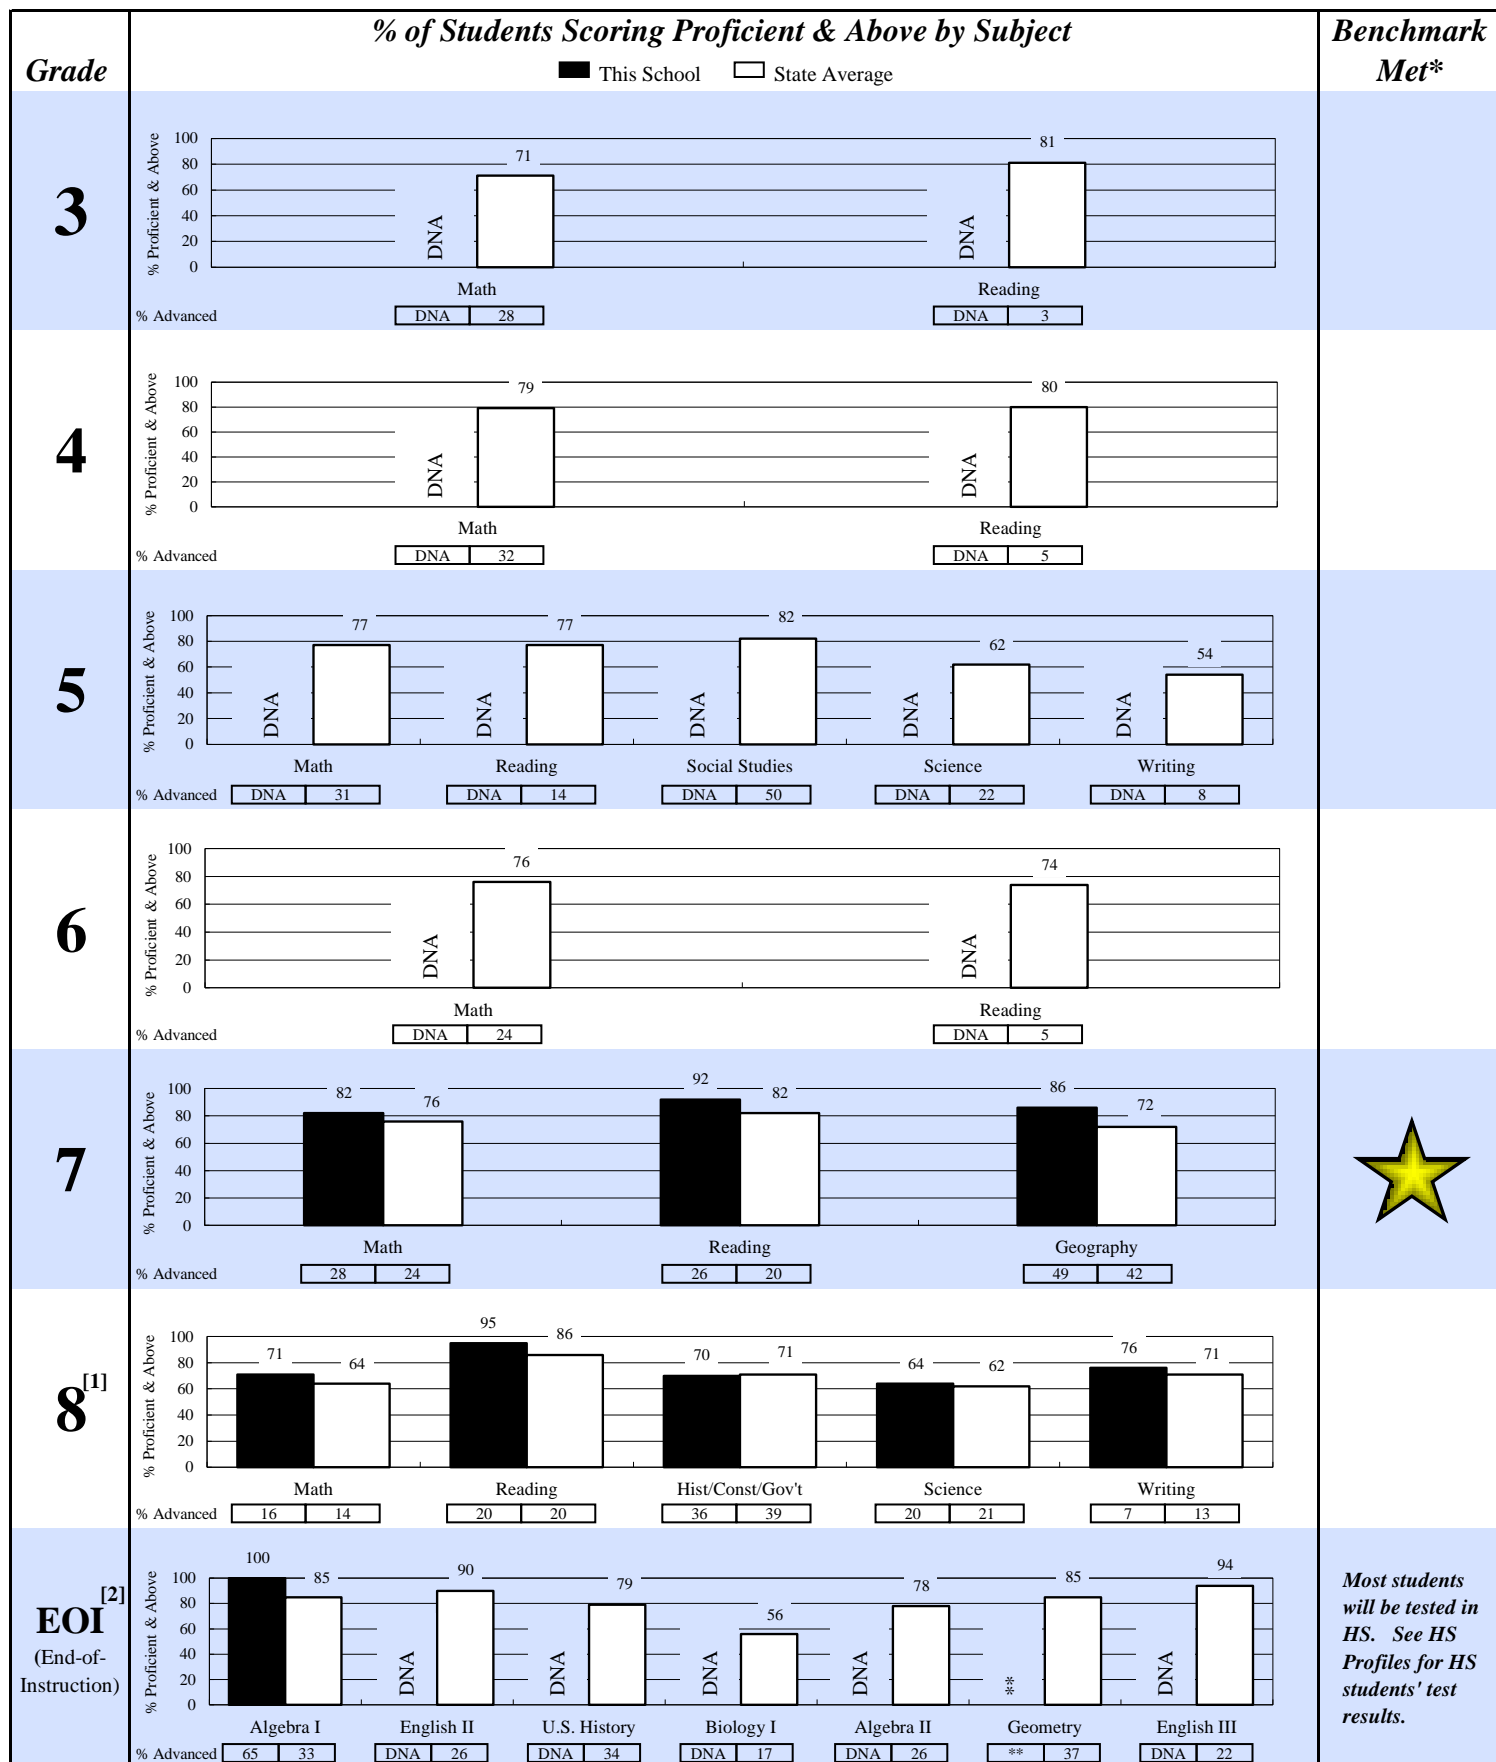 % of Students Scoring Proficient & Above by Subject
Benchmark
Met*
Grade
This School State Average
3
% Proficient & Above
100
80
60
40
20
0
DNA 71
DNA 81
Math Reading
% Advanced DNA 28 DNA 3
4
% Proficient & Above
100
80
60
40
20
0
DNA 79
DNA 80
Math Reading
% Advanced DNA 32 DNA 5
5
% Proficient & Above
100
80
60
40
20
0
DNA 77
DNA 77
DNA 82
DNA 62
DNA 54
Math Reading Social Studies Science Writing
% Advanced DNA 31 DNA 14 DNA 50 DNA 22 DNA 8
6
% Proficient & Above
100
80
60
40
20
0
DNA 76
DNA 74
Math Reading
% Advanced DNA 24 DNA 5
7
% Proficient & Above
100
80
60
40
20
0
82 76
92 82
86 72
Math Reading Geography
% Advanced 28 24 26 20 49 42
8[1]
% Proficient & Above
100
80
60
40
20
0
71 64
95 86
70 71
64 62
76 71
Math Reading Hist/Const/Gov't Science Writing
% Advanced 16 14 20 20 36 39 20 21 7 13
EOI[2]
(End-of-
Instruction)
% Proficient & Above
100
80
60
40
20
0
100 85
DNA 90
DNA 79
DNA 56
DNA 78
** 85
DNA 94
Algebra I English II U.S. History Biology I Algebra II Geometry English III
% Advanced 65 33 DNA 26 DNA 34 DNA 17 DNA 26 ** 37 DNA 22
Most students
will be tested in
HS. See HS
Profiles for HS
students' test
results.